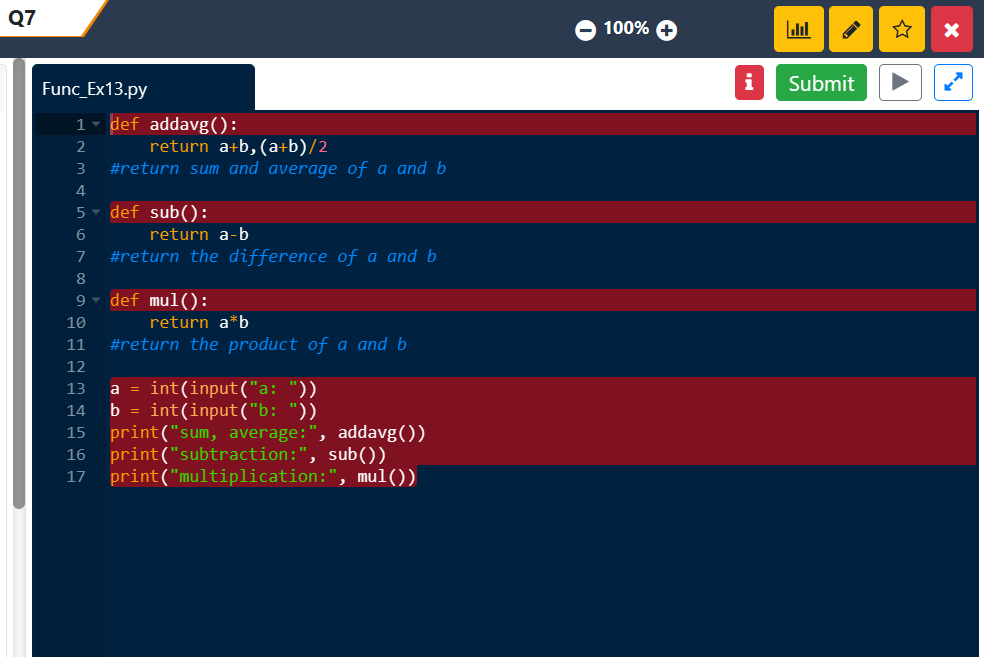 Q7
100%
Func_Ex13.py
Submit
1 def addavg():
2     return a+b,(a+b)/2
3 #return sum and average of a and b
4
5 def sub():
6     return a-b
7 #return the difference of a and b
8
9 def mul():
10     return a*b
11 #return the product of a and b
12
13 a = int(input("a: "))
14 b = int(input("b: "))
15 print("sum, average:", addavg())
16 print("subtraction:", sub())
17 print("multiplication:", mul())